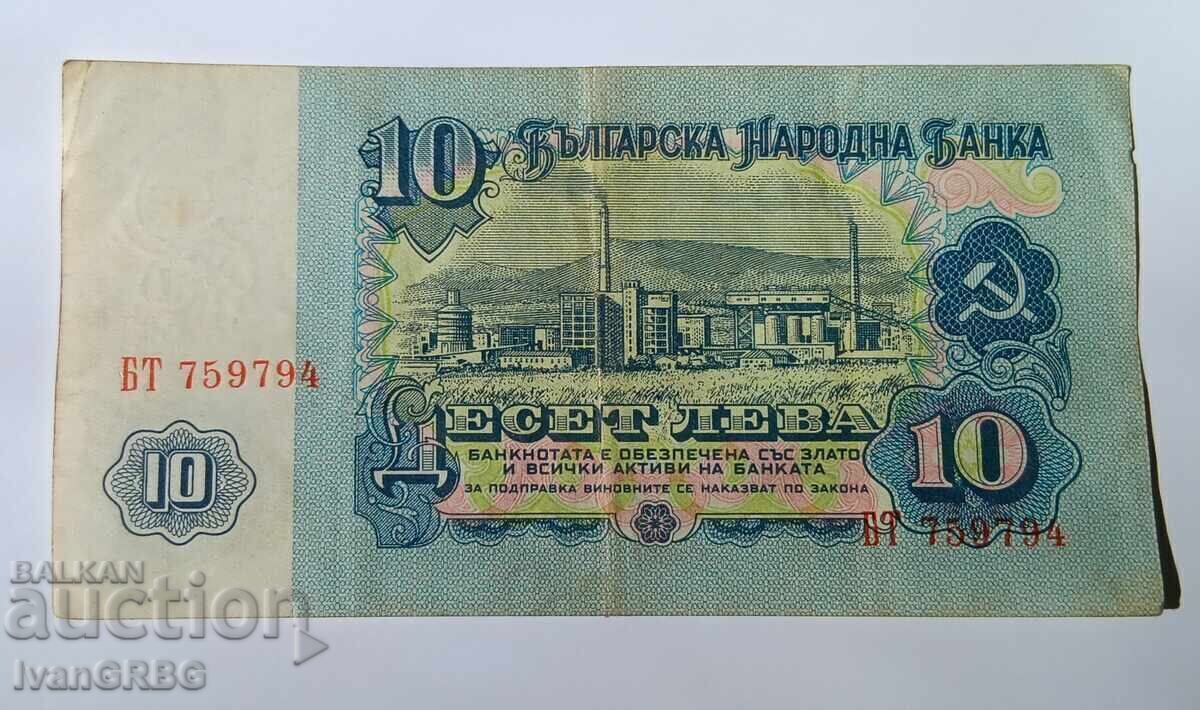 10 БЪЛГАРСКА НАРОДНА БАНКА
БТ 759794
10
ДЕСЕТ ЛЕВА
БАНКНОТАТА Е ОБЕЗПЕЧЕНА СЪС ЗЛАТО
И ВСИЧКИ АКТИВИ НА БАНКАТА
ЗА ПОДПРАВКА ВИНОВНИТЕ СЕ НАКАЗВАТ ПО ЗАКОНА
10
БТ 759794
BALKAN
auction
IvanGRBG